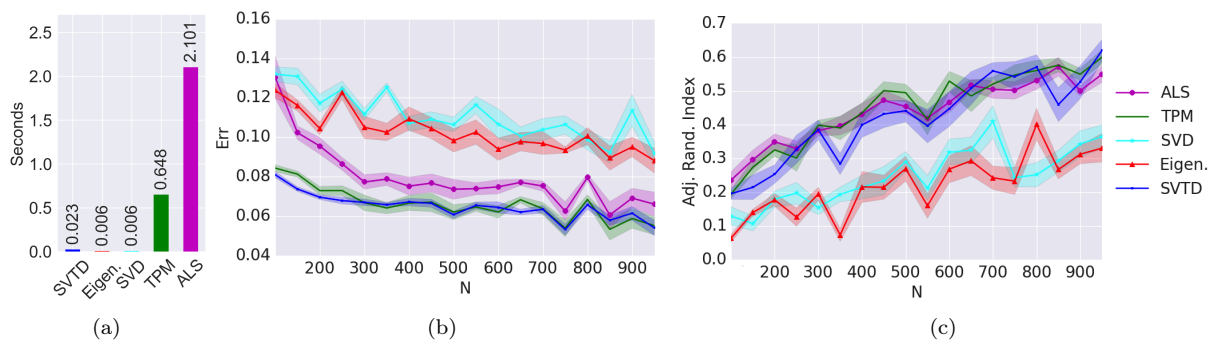 2.5
2.0
1.5
1.0
0.5
0.0
Seconds
0.023
0.006
0.006
0.648
2.101
SVTD
Eigen.
SVD
TPM
ALS
(a)
0.16
0.14
0.12
0.10
0.08
0.06
0.04
Err
200 300 400 500 600 700 800 900
N
(b)
0.7
0.6
0.5
0.4
0.3
0.2
0.1
0.0
Adj. Rand. Index
200 300 400 500 600 700 800 900
N
(c)
ALS
TPM
SVD
Eigen.
SVTD